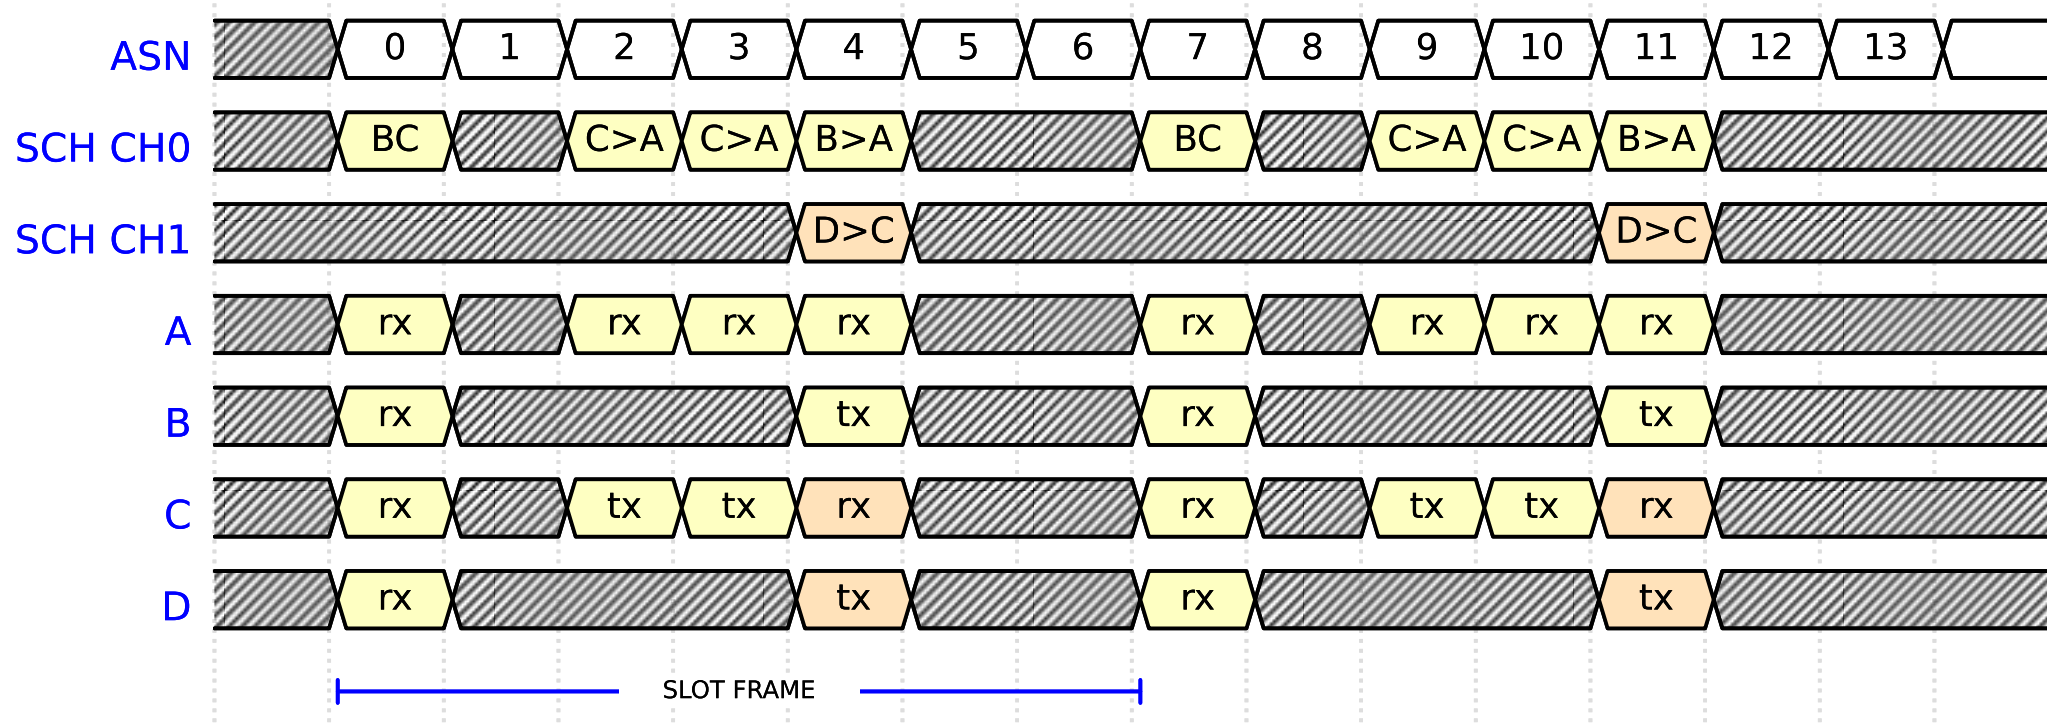 ASN 0 1 2 3 4 5 6 7 8 9 10 11 12 13
SCH CH0 BC C>A C>A B>A BC C>A C>A B>A
SCH CH1 D>C D>C
A rx rx rx rx rx rx rx rx
B rx tx rx tx
C rx tx tx rx rx tx tx rx
D rx tx rx tx
SLOT FRAME